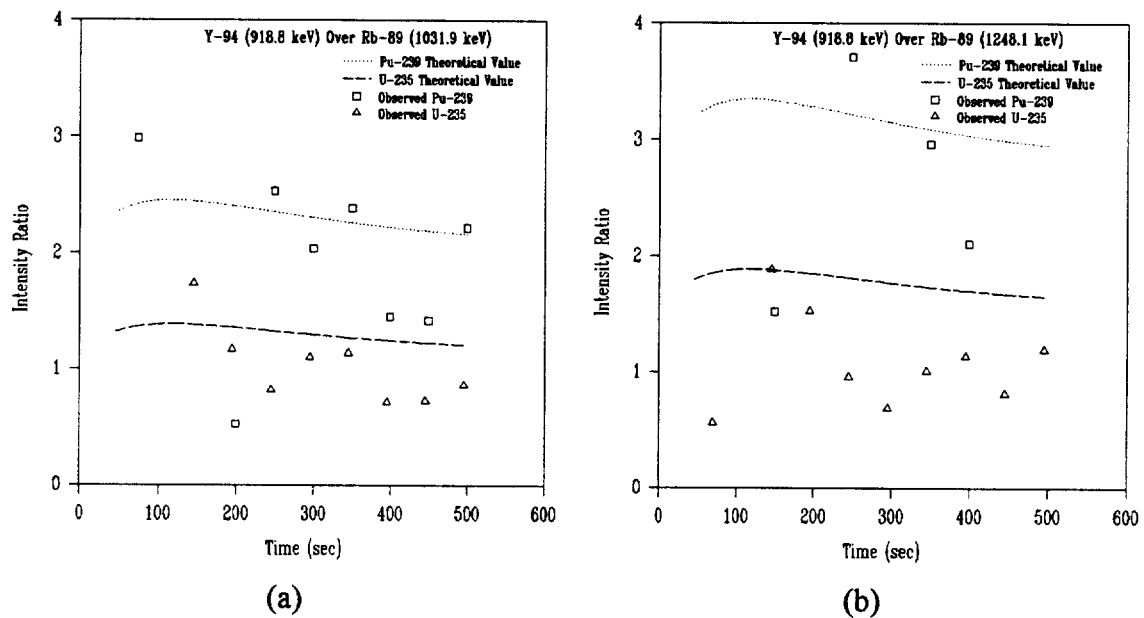 Y-94 (918.8 keV) Over Rb-89 (1031.9 keV)
Pu-239 Theoretical Value
U-235 Theoretical Value
Observed Pu-239
Observed U-235
4
3
2
1
0
Intensity Ratio
0 100 200 300 400 500 600
Time (sec)
(a)
Y-94 (918.8 keV) Over Rb-89 (1248.1 keV)
Pu-239 Theoretical Value
U-235 Theoretical Value
Observed Pu-239
Observed U-235
4
3
2
1
0
Intensity Ratio
0 100 200 300 400 500 600
Time (sec)
(b)